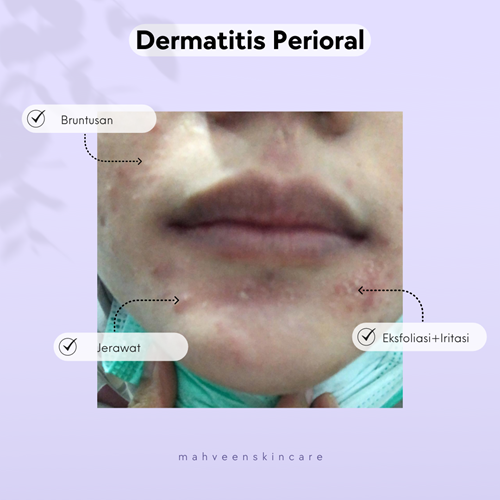 Dermatitis Perioral
Bruntusan
Jerawat
Eksfoliasi+Iritasi
mahveenskincare